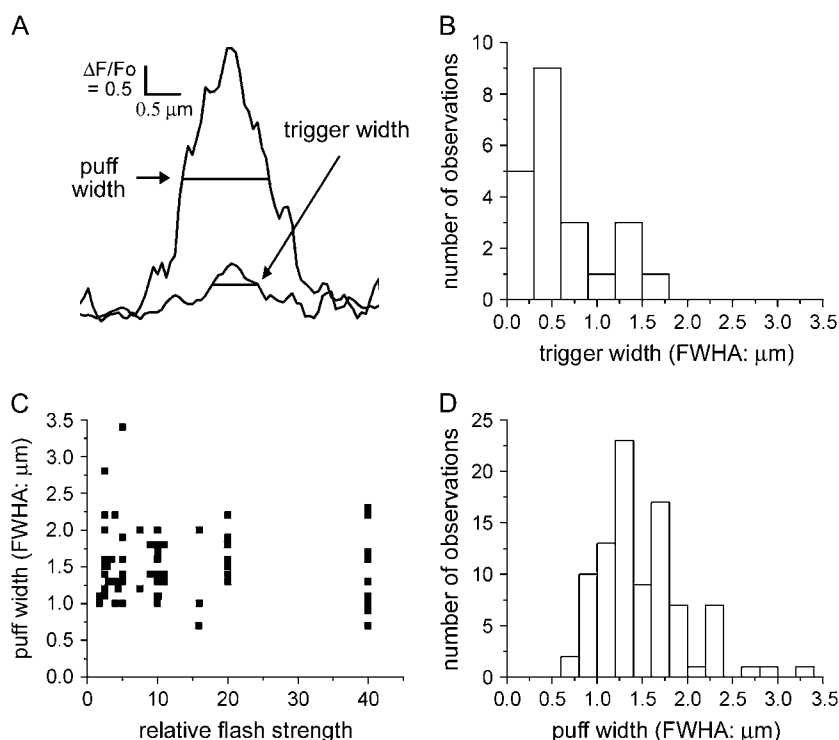 A
ΔF/Fo
= 0.5
0.5 μm
trigger width
puff
width
B
number of observations
10
8
6
4
2
0
0.0 0.5 1.0 1.5 2.0 2.5 3.0 3.5
trigger width (FWHA: μm)
C
puff width (FWHA: μm)
3.5
3.0
2.5
2.0
1.5
1.0
0.5
0.0
0 10 20 30 40
relative flash strength
D
number of observations
25
20
15
10
5
0
0.0 0.5 1.0 1.5 2.0 2.5 3.0 3.5
puff width (FWHA: μm)